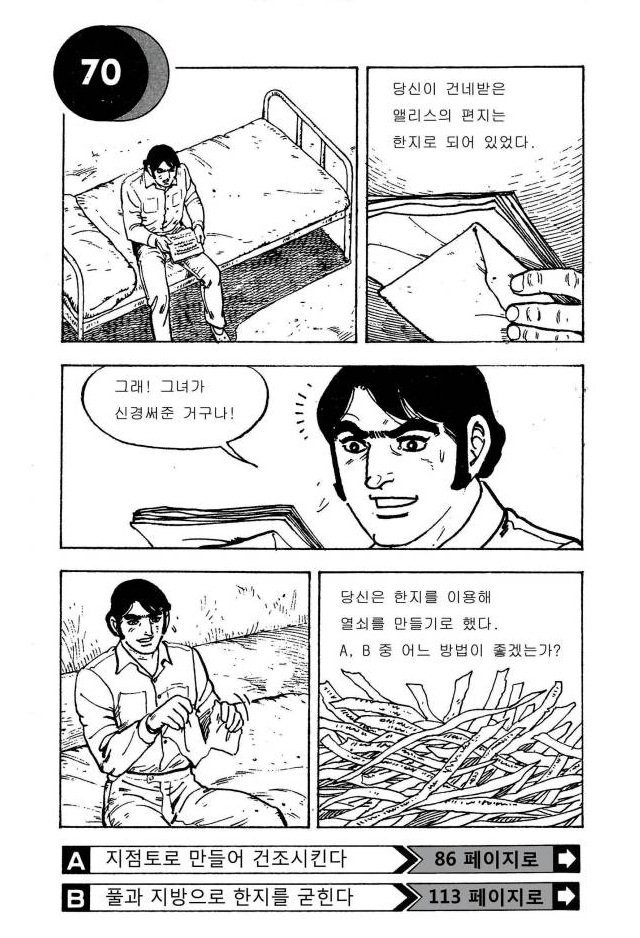 70
당신이 건네받은
앨리스의 편지는
한지로 되어 있었다.
그래! 그녀가
신경써준 거구나!
당신은 한지를 이용해
열쇠를 만들기로 했다.
A, B 중 어느 방법이 좋겠는가?
A 지점토로 만들어 건조시킨다 86 페이지로
B 풀과 지방으로 한지를 굳힌다 113 페이지로